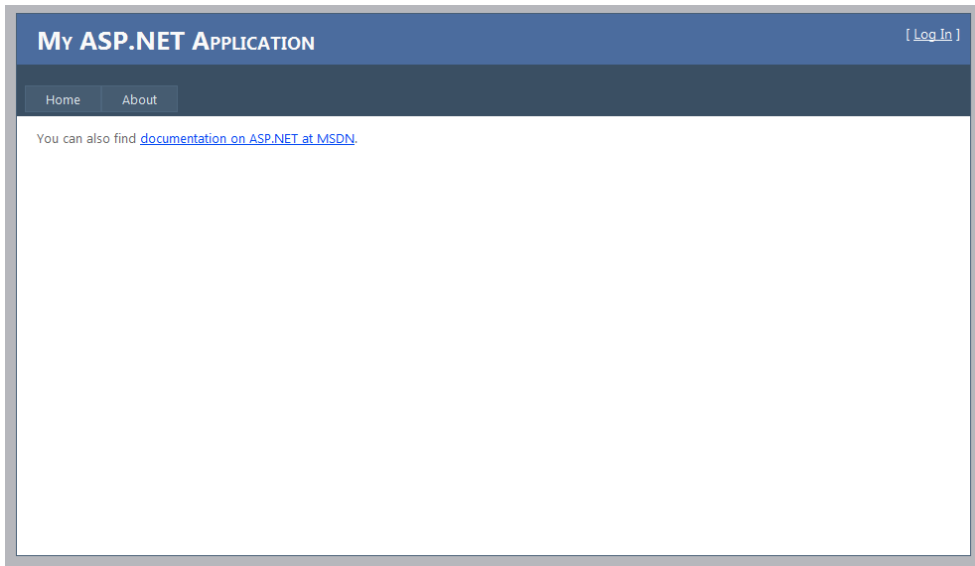 My ASP.NET Application
[ Log In ]
Home About
You can also find documentation on ASP.NET at MSDN.